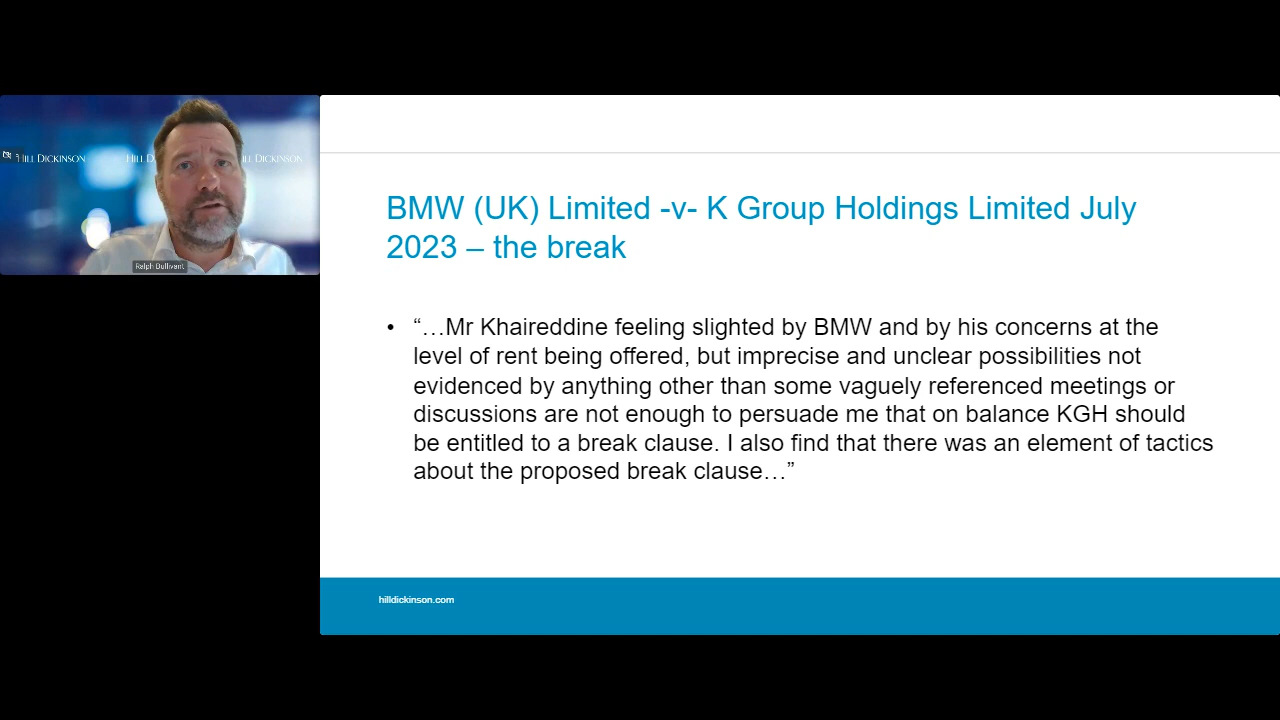 HILL DICKINSON
HILL D
ILL DICKINSON
Ralph Bullivant
BMW (UK) Limited -v- K Group Holdings Limited July
2023 – the break
• “…Mr Khaireddine feeling slighted by BMW and by his concerns at the
level of rent being offered, but imprecise and unclear possibilities not
evidenced by anything other than some vaguely referenced meetings or
discussions are not enough to persuade me that on balance KGH should
be entitled to a break clause. I also find that there was an element of tactics
about the proposed break clause…”
hilldickinson.com